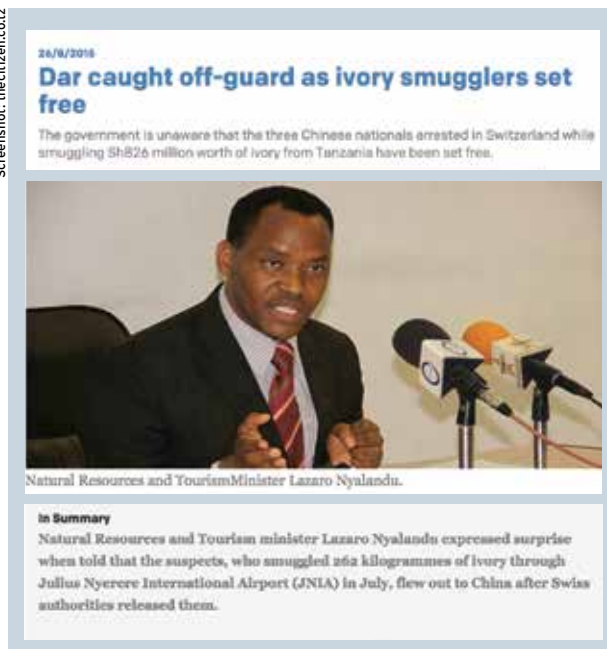 Screenshot: thecitizen.co.tz
26/8/2015
Dar caught off-guard as ivory smugglers set
free
The government is unaware that the three Chinese nationals arrested in Switzerland while
smuggling Sh826 million worth of ivory from Tanzania have been set free.
Natural Resources and TourismMinister Lazaro Nyalandu.
In Summary
Natural Resources and Tourism minister Lazaro Nyalandu expressed surprise
when told that the suspects, who smuggled 262 kilogrammes of ivory through
Julius Nyerere International Airport (JNIA) in July, flew out to China after Swiss
authorities released them.